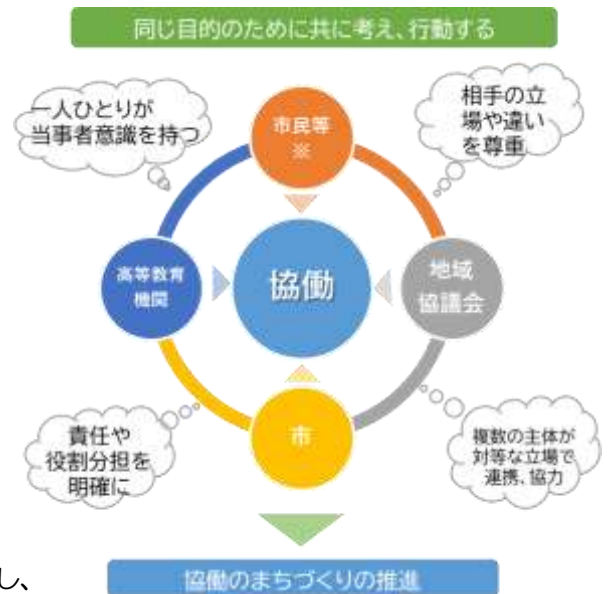 同じ目的のために共に考え、行動する
一人ひとりが
当事者意識を持つ
相手の立
場や違い
を尊重
市民等
※
高等教育
機関
協働
地域
協議会
市
責任や
役割分担を
明確に
複数の主体が
対等な立場で
連携、協力
し、
協働のまちづくりの推進